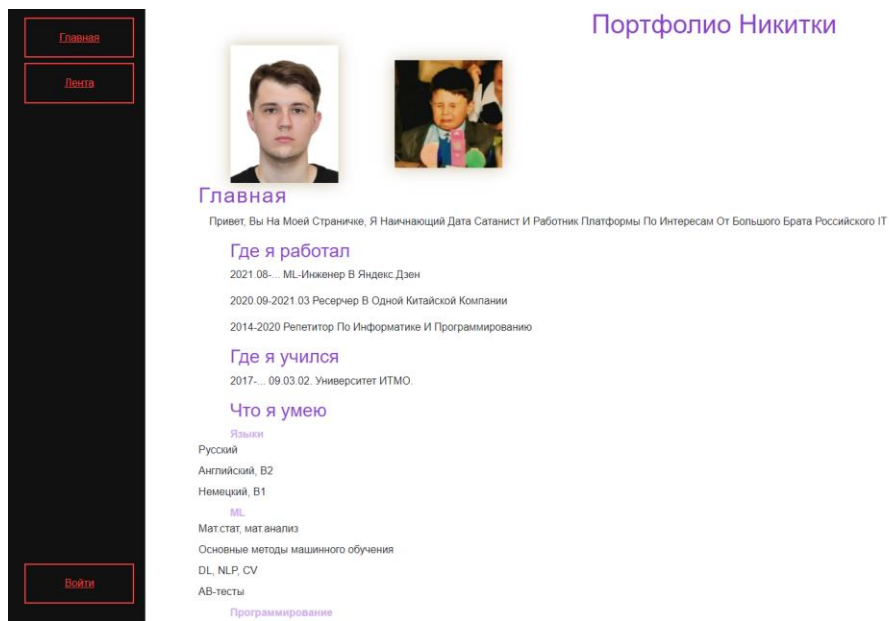 Портфолио Никитки
Главная
Лента
Главная
Привет, Вы На Моей Страничке, Я Наичнающий Дата Сатанист И Работник Платформы По Интересам От Большого Брата Российского IT
Где я работал
2021.08-... ML-Инженер В Яндекс.Дзен
2020.09-2021.03 Ресерчер В Одной Китайской Компании
2014-2020 Репетитор По Информатике И Программированию
Где я учился
2017-... 09.03.02. Университет ИТМО.
Что я умею
Языки
Русский
Английский, B2
Немецкий, B1
ML
Мат.стат, мат.анализ
Основные методы машинного обучения
DL, NLP, CV
АВ-тесты
Войти
Программирование